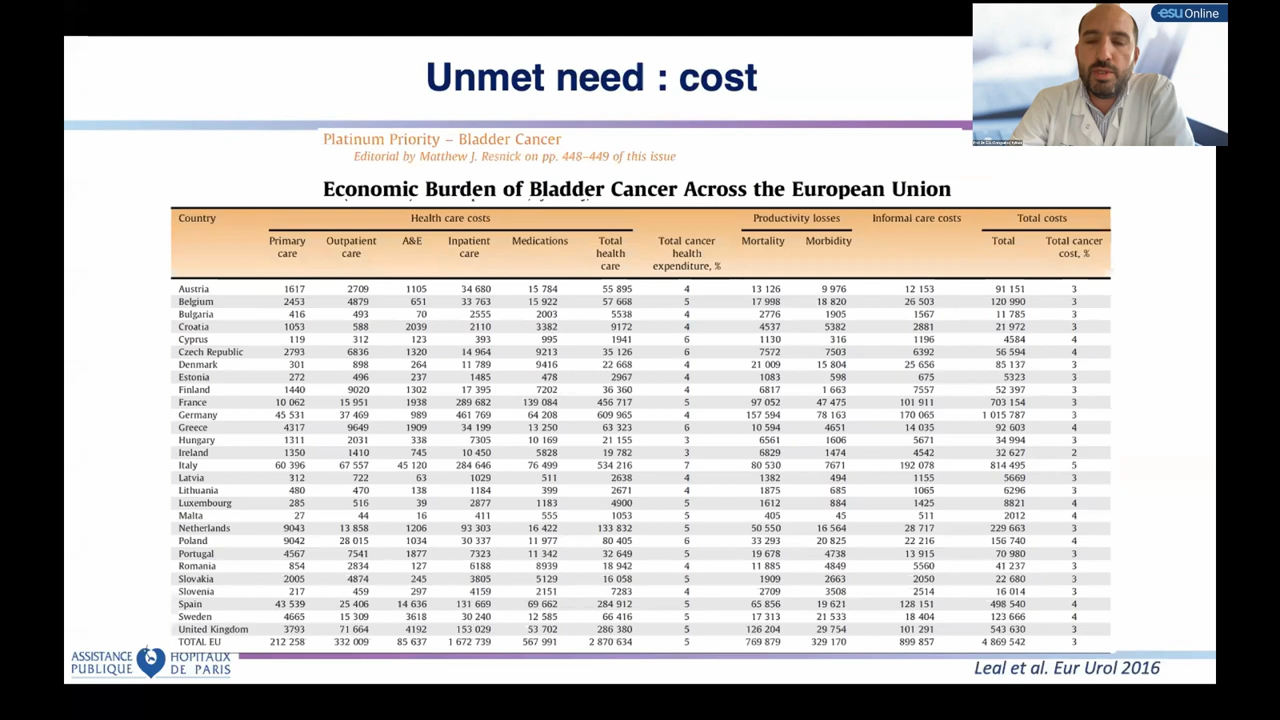 esu Online
Unmet need : cost
Platinum Priority – Bladder Cancer
Editorial by Matthew J. Resnick on pp. 448–449 of this issue
Economic Burden of Bladder Cancer Across the European Union
Country Health care costs Productivity losses Informal care costs Total costs
Primary care Outpatient care A&E Inpatient care Medications Total health care Total cancer health expenditure, % Mortality Morbidity Total Total cancer cost, %
Austria 1617 2709 1105 34 680 15 784 55 895 4 13 126 9 976 12 153 91 151 3
Belgium 2453 4879 651 33 763 15 922 57 668 5 17 998 18 820 26 503 120 990 3
Bulgaria 416 493 70 2555 2003 5538 4 2776 1905 1567 11 785 3
Croatia 1053 588 2039 2110 3382 9172 4 4537 5382 2881 21 972 3
Cyprus 119 312 123 393 995 1941 6 1130 316 1196 4584 4
Czech Republic 2793 6836 1320 14 964 9213 35 126 6 7572 7503 6392 56 594 4
Denmark 301 898 264 11 789 9416 22 668 4 21 009 15 804 25 656 85 137 3
Estonia 272 496 237 1485 478 2967 4 1083 598 675 5323 3
Finland 1440 9020 1302 17 395 7202 36 360 4 6817 1 663 7557 52 397 3
France 10 062 15 951 1938 289 682 139 084 456 717 5 97 052 47 475 101 911 703 154 3
Germany 45 531 37 469 989 461 769 64 208 609 965 4 157 594 78 163 170 065 1 015 787 3
Greece 4317 9649 1909 34 199 13 250 63 323 6 10 594 4651 14 035 92 603 4
Hungary 1311 2031 338 7305 10 169 21 155 3 6561 1606 5671 34 994 3
Ireland 1350 1410 745 10 450 5828 19 782 3 6829 1474 4542 32 627 2
Italy 60 396 67 557 45 120 284 646 76 499 534 216 7 80 530 7671 192 078 814 495 5
Latvia 312 722 63 1029 511 2638 4 1382 494 1155 5669 3
Lithuania 480 470 138 1184 399 2671 4 1875 685 1065 6296 3
Luxembourg 285 516 39 2877 1183 4900 5 1612 884 1425 8821 4
Malta 27 44 16 411 555 1053 5 405 45 511 2012 4
Netherlands 9043 13 858 1206 93 303 16 422 133 832 5 50 550 16 564 28 717 229 663 3
Poland 9042 28 015 1034 30 337 11 977 80 405 6 33 293 20 825 22 216 156 740 4
Portugal 4567 7541 1877 7323 11 342 32 649 5 19 678 4738 13 915 70 980 3
Romania 854 2834 127 6188 8939 18 942 4 11 885 4849 5560 41 237 3
Slovakia 2005 4874 245 3805 5129 16 058 5 1909 2663 2050 22 680 3
Slovenia 217 459 297 4159 2151 7283 4 2709 3508 2514 16 014 3
Spain 43 539 25 406 14 636 131 669 69 662 284 912 5 65 856 19 621 128 151 498 540 4
Sweden 4665 15 309 3618 30 240 12 585 66 416 5 17 313 21 533 18 404 123 666 4
United Kingdom 3793 71 664 4192 153 029 53 702 286 380 5 126 204 29 754 101 291 543 630 3
TOTAL EU 212 258 332 009 85 637 1 672 739 567 991 2 870 634 5 769 879 329 170 899 857 4 869 542 3
ASSISTANCE HOPITAUX
PUBLIQUE DE PARIS
Leal et al. Eur Urol 2016